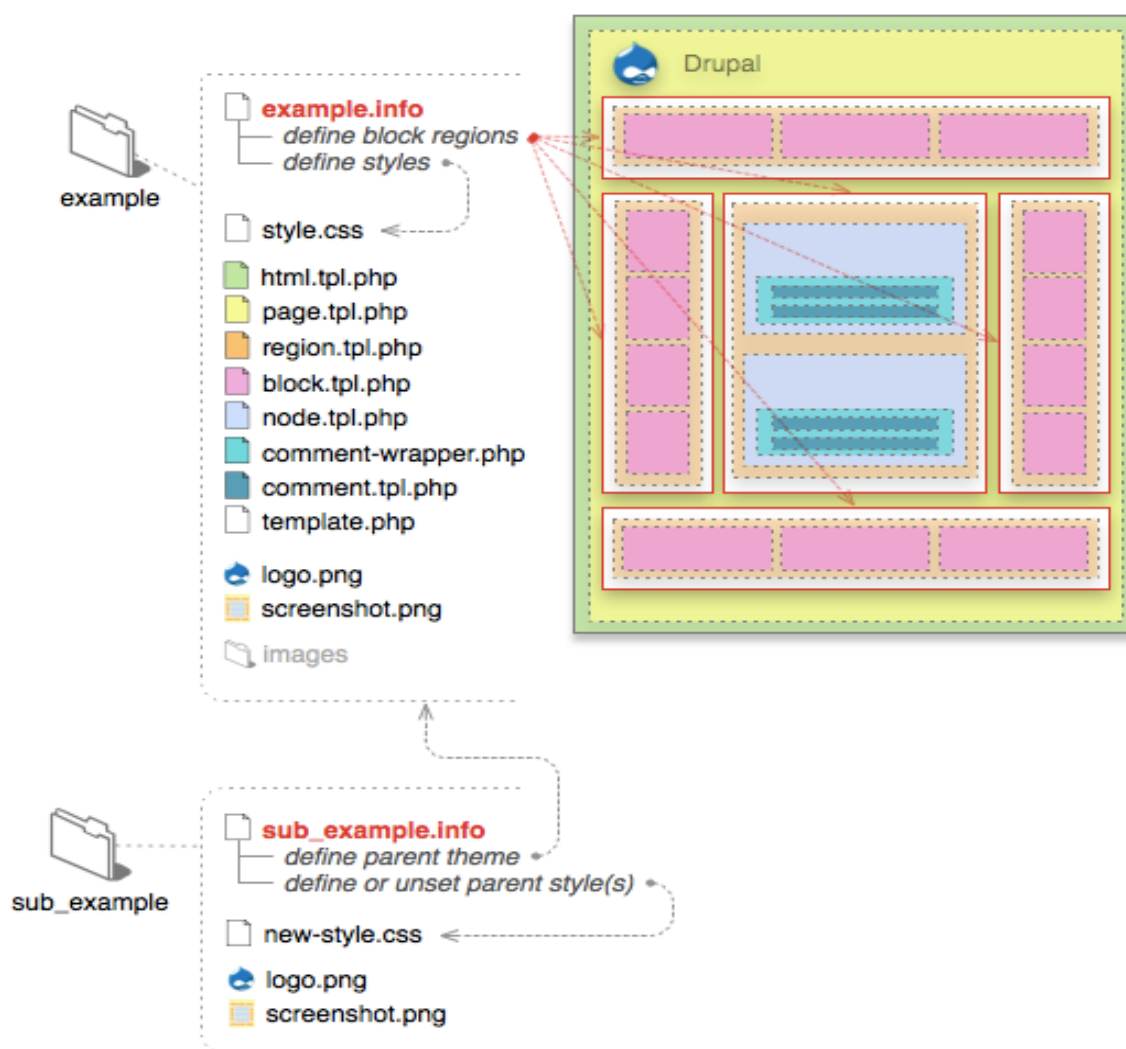 Drupal
example.info
define block regions
define styles
example
style.css
html.tpl.php
page.tpl.php
region.tpl.php
block.tpl.php
node.tpl.php
comment-wrapper.php
comment.tpl.php
template.php
logo.png
screenshot.png
images
sub_example.info
define parent theme
define or unset parent style(s)
sub_example
new-style.css
logo.png
screenshot.png